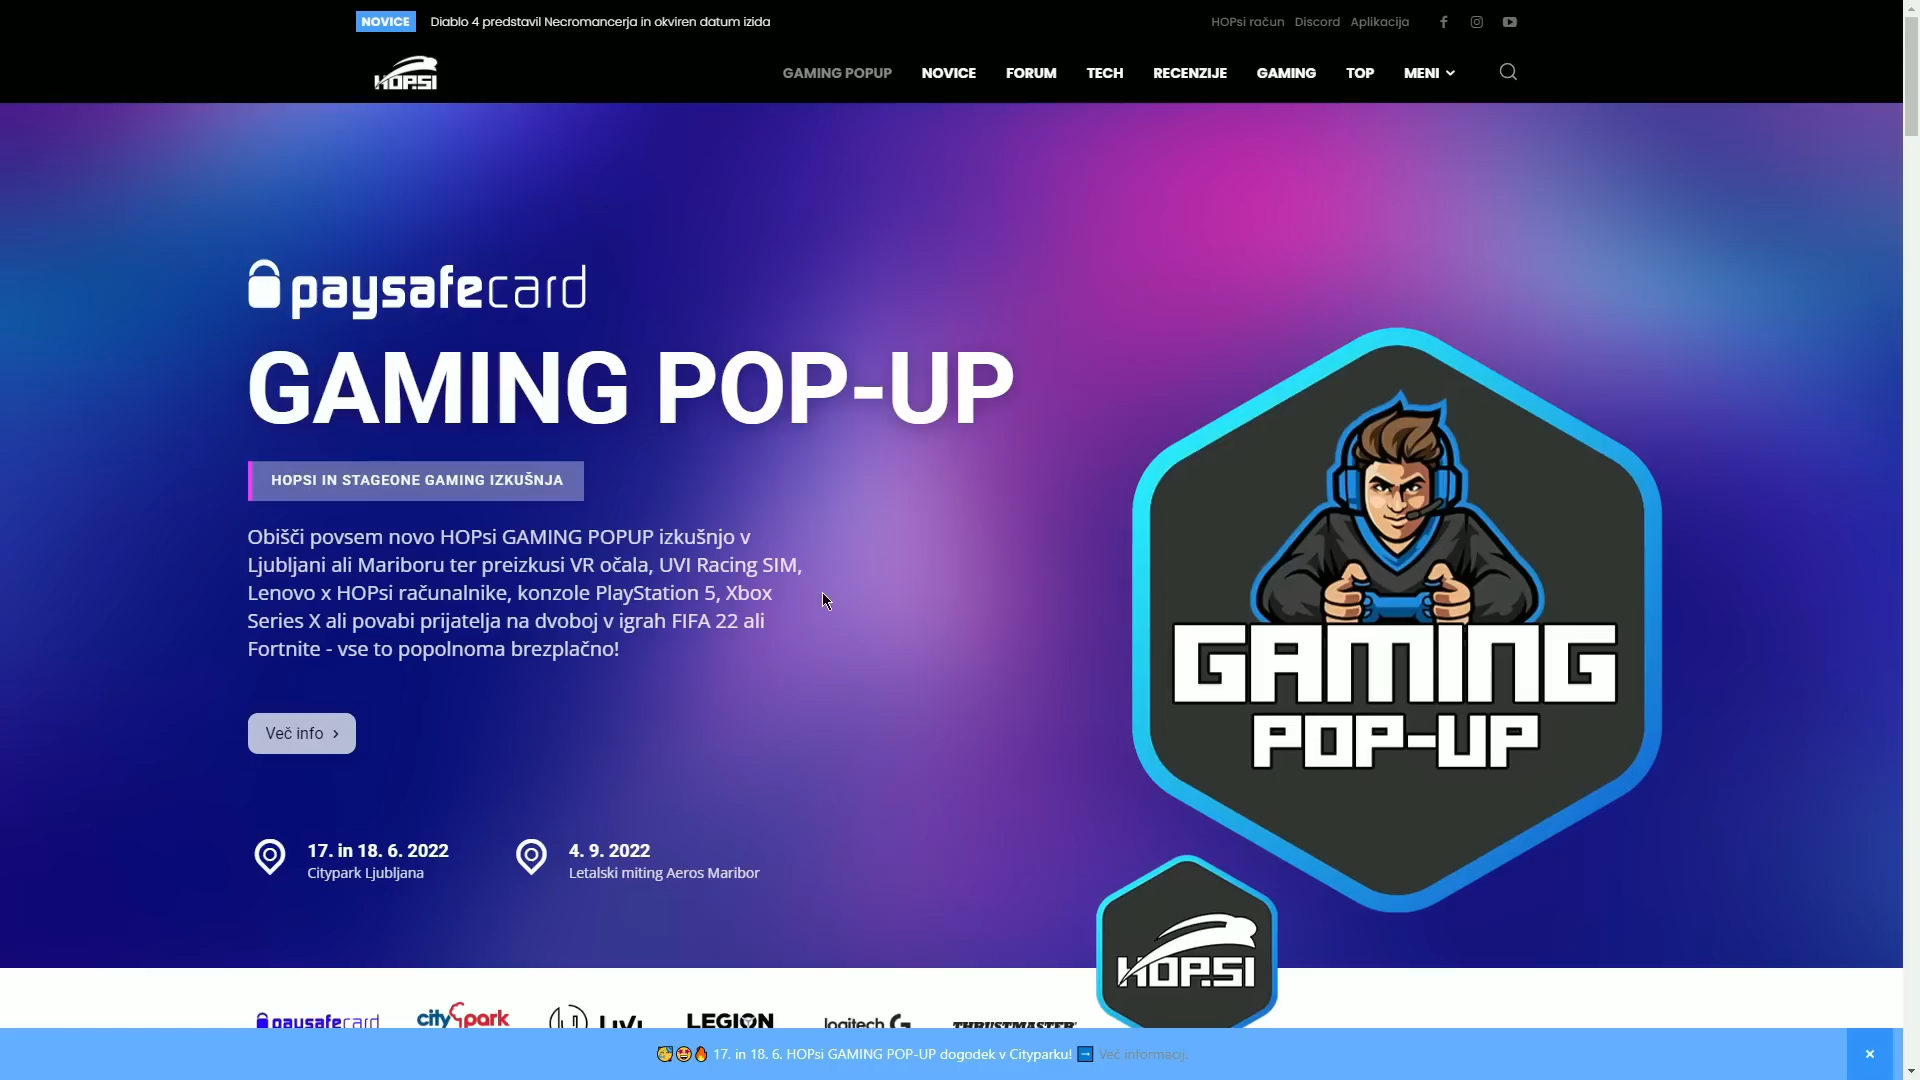 NOVICE Diablo 4 predstavil Necromancerja in okviren datum izida HOPsi račun Discord Aplikacija
HOP.SI GAMING POPUP NOVICE FORUM TECH RECENZIJE GAMING TOP MENI
paysafecard
GAMING POP-UP
HOPSI IN STAGEONE GAMING IZKUŠNJA
Obišči povsem novo HOPsi GAMING POPUP izkušnjo v
Ljubljani ali Mariboru ter preizkusi VR očala, UVI Racing SIM,
Lenovo x HOPsi računalnike, konzole PlayStation 5, Xbox
Series X ali povabi prijatelja na dvoboj v igrah FIFA 22 ali
Fortnite - vse to popolnoma brezplačno!
Več info ›
17. in 18. 6. 2022
Citypark Ljubljana
4. 9. 2022
Letalski miting Aeros Maribor
GAMING
POP-UP
HOP.SI
paysafecard citypark UVI LEGION logitech G THRUSTMASTER
17. in 18. 6. HOPsi GAMING POP-UP dogodek v Cityparku! Več informacij.